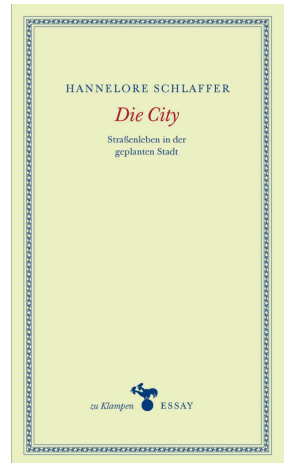 HANNELORE SCHLAFFER
Die City
Straßenleben in der
geplanten Stadt
zu Klampen ESSAY